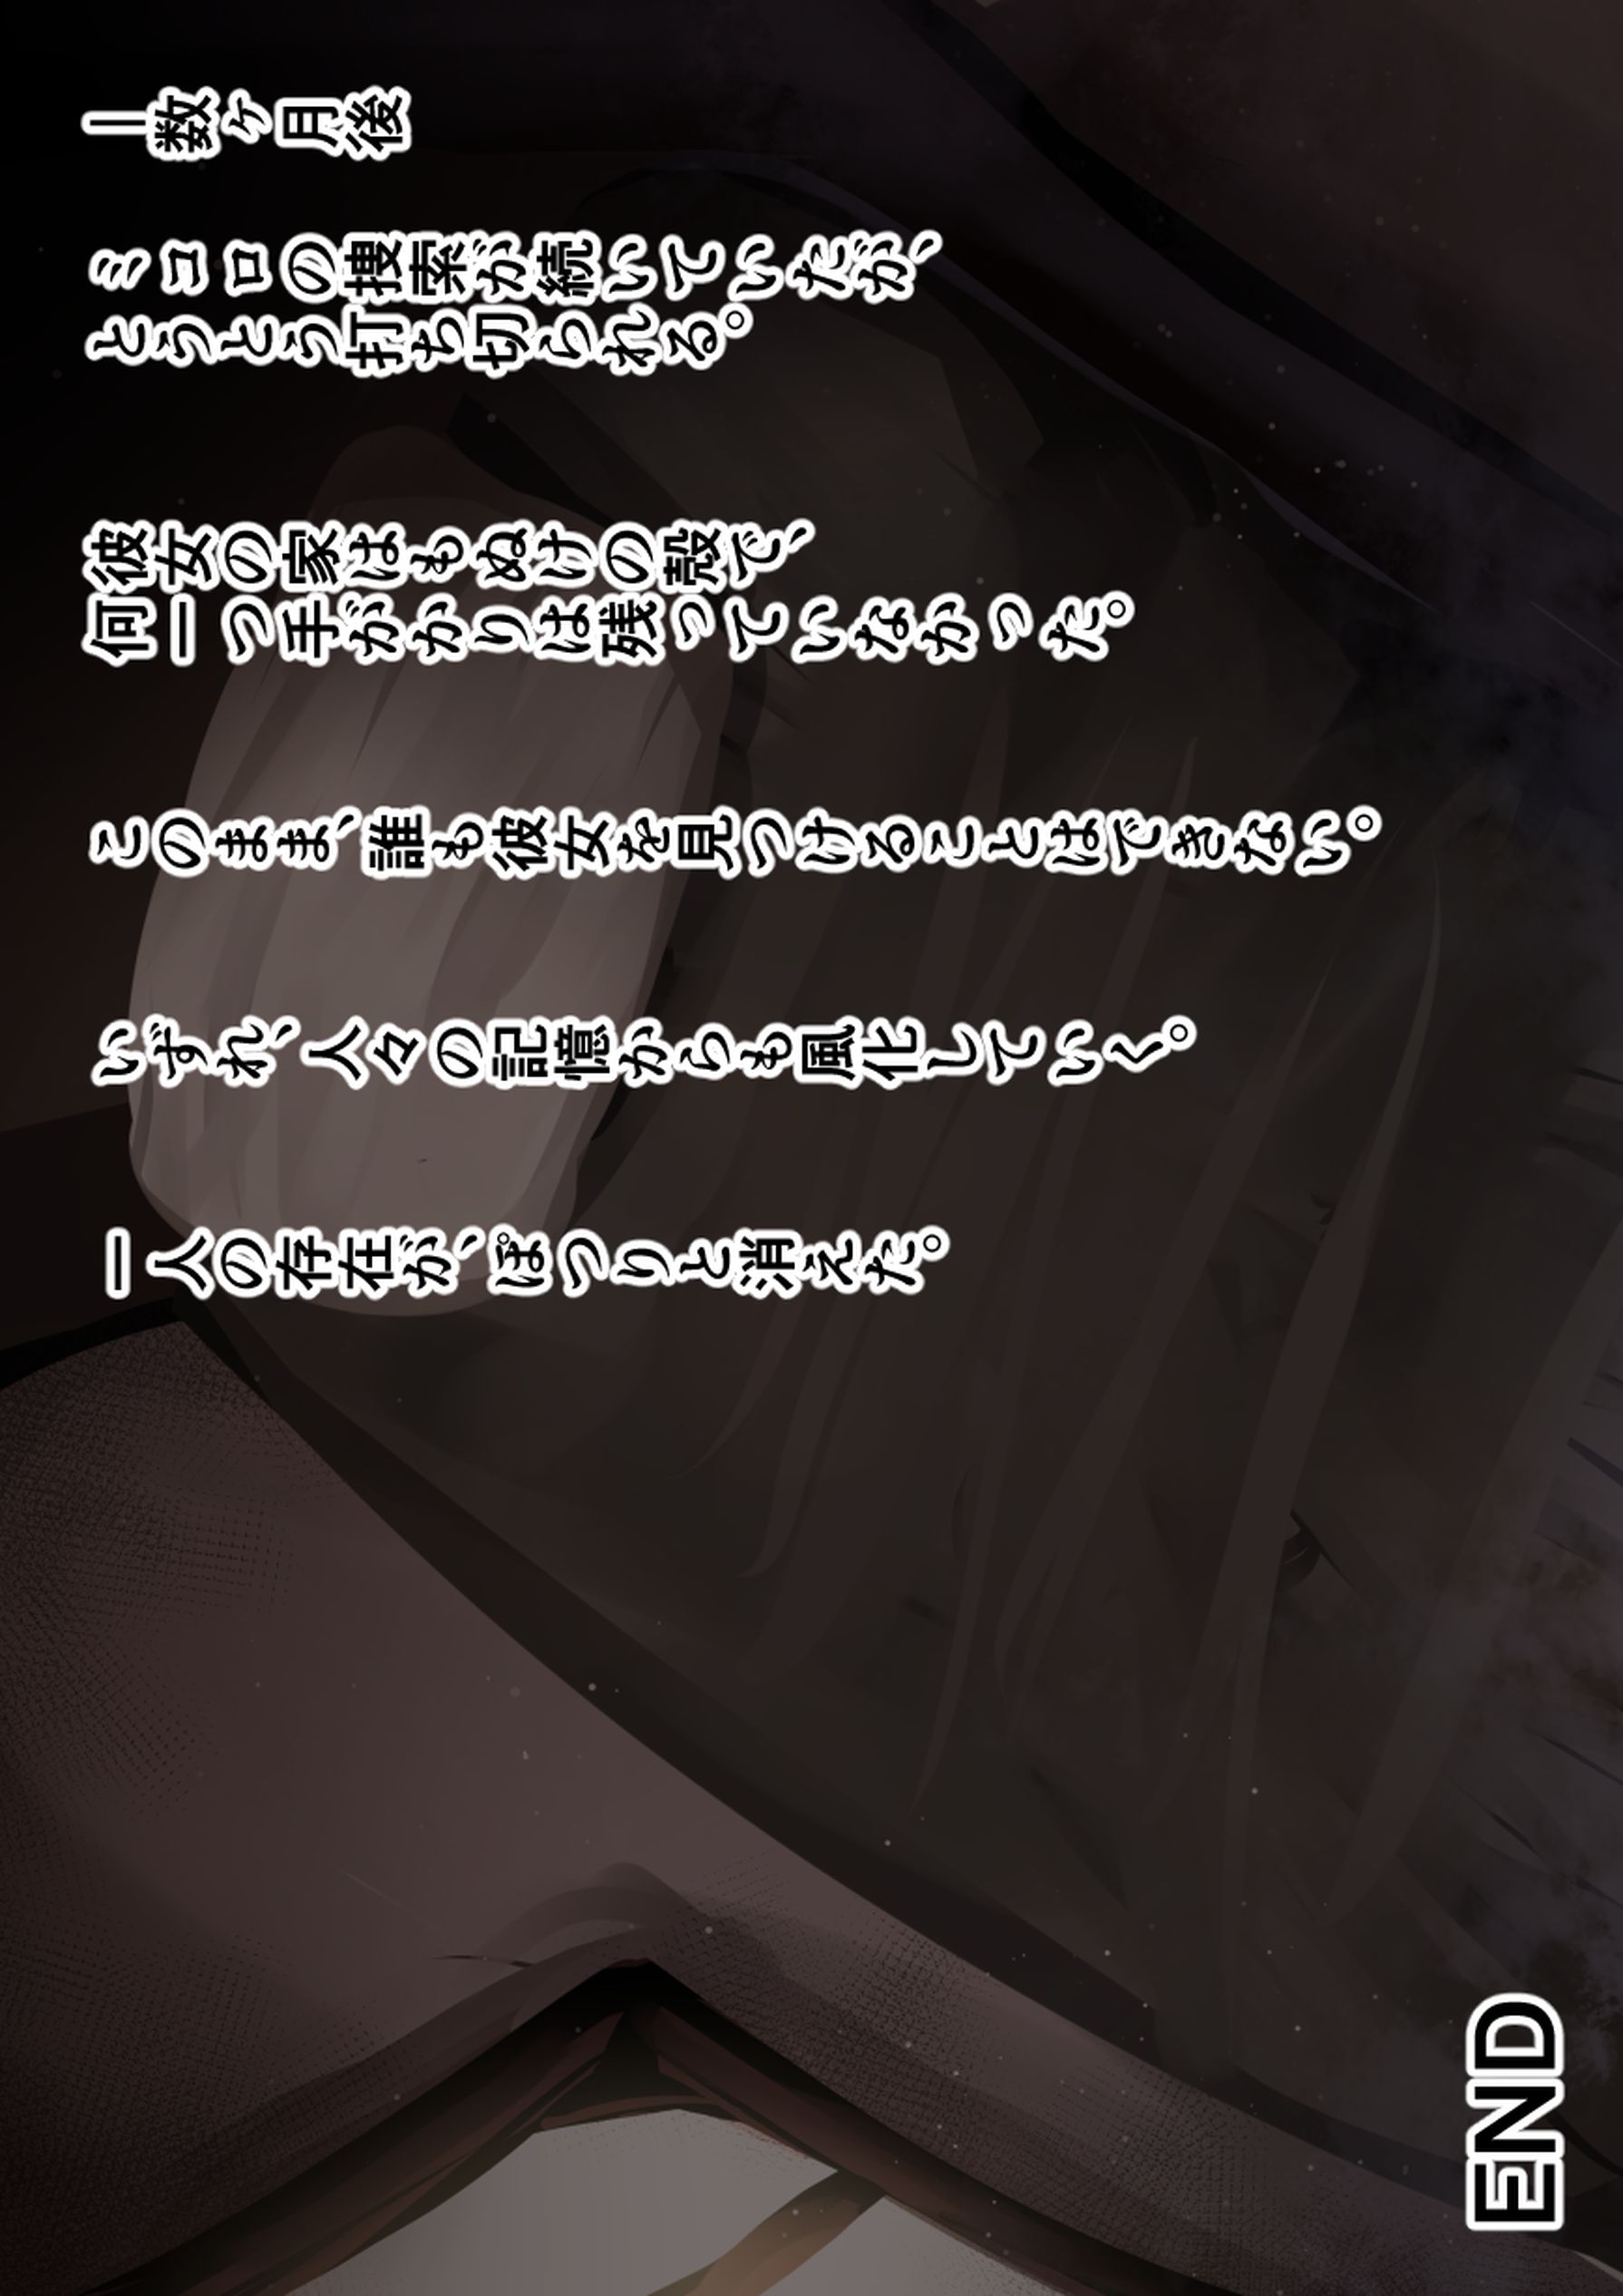 ―数ヶ月後
ミコロの捜索が続いていたが、
とうとう打ち切られる。
彼女の家はもぬけの殻で、
何一つ手がかりは残っていなかった。
このまま、誰も彼女を見つけることはできない。
いずれ、人々の記憶からも風化していく。
一人の存在が、ぽつりと消えた。
END